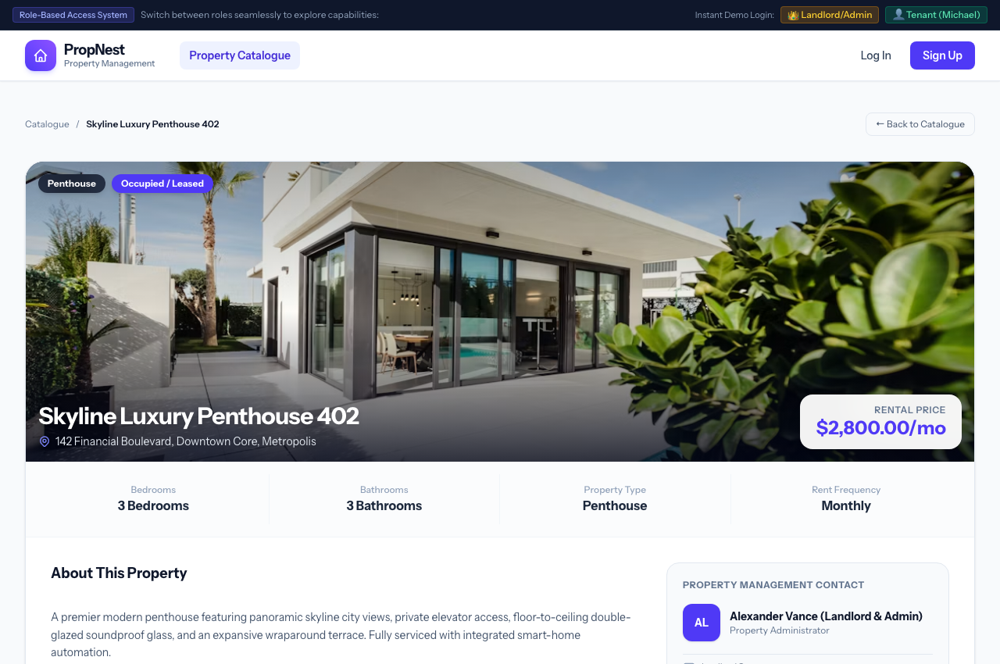 Role-Based Access System
Switch between roles seamlessly to explore capabilities:
Instant Demo Login:
👑 Landlord/Admin
👤 Tenant (Michael)
PropNest
Property Management
Property Catalogue
Log In
Sign Up
Catalogue / Skyline Luxury Penthouse 402
← Back to Catalogue
Penthouse
Occupied / Leased
Skyline Luxury Penthouse 402
142 Financial Boulevard, Downtown Core, Metropolis
RENTAL PRICE
$2,800.00/mo
Bedrooms
3 Bedrooms
Bathrooms
3 Bathrooms
Property Type
Penthouse
Rent Frequency
Monthly
About This Property
A premier modern penthouse featuring panoramic skyline city views, private elevator access, floor-to-ceiling double-
glazed soundproof glass, and an expansive wraparound terrace. Fully serviced with integrated smart-home
automation.
PROPERTY MANAGEMENT CONTACT
AL
Alexander Vance (Landlord & Admin)
Property Administrator